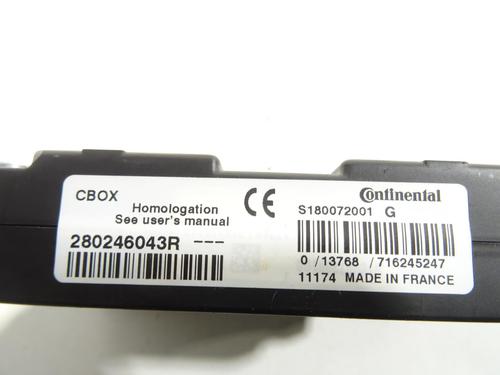 CBOX
Homologation
See user's manual
CE
Continental
S180072001 G
280246043R ---
0 /13768 /716245247
11174 MADE IN FRANCE